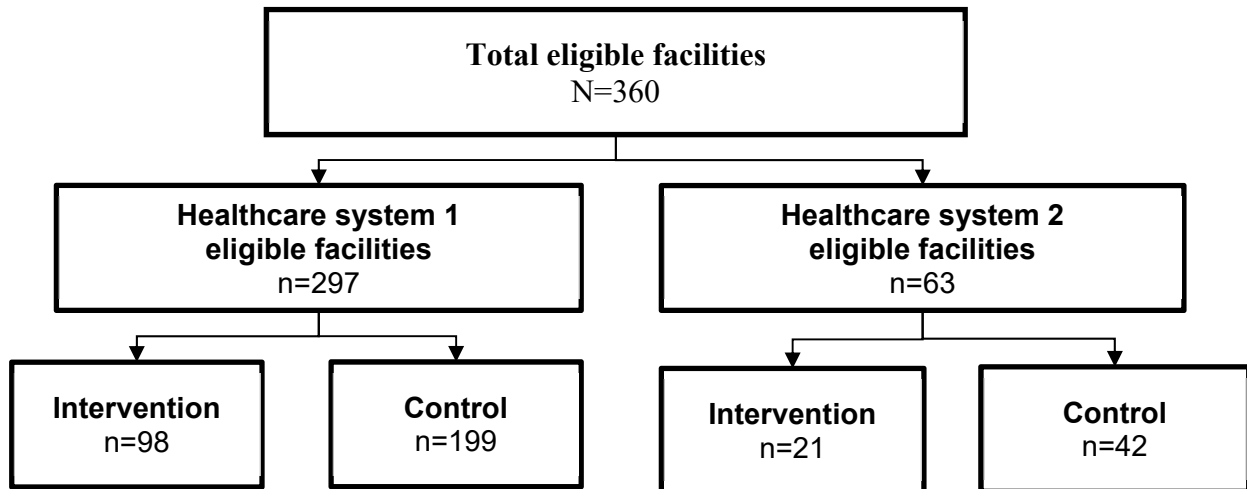 Total eligible facilities
N=360
Healthcare system 1
eligible facilities
n=297
Healthcare system 2
eligible facilities
n=63
Intervention
n=98
Control
n=199
Intervention
n=21
Control
n=42